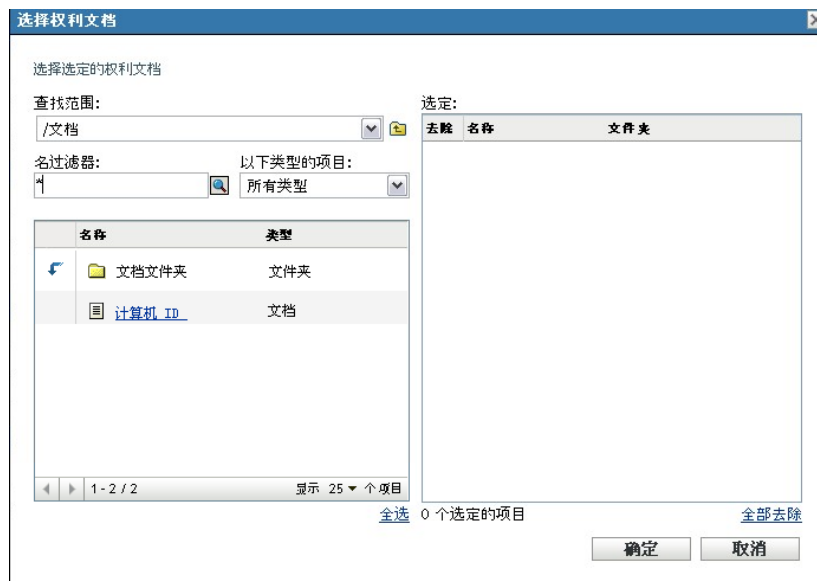 选择权利文档
选择选定的权利文档
查找范围:
/文档
名过滤器:
以下类型的项目:
*
所有类型
名称 类型
文档文件夹 文件夹
计算机 ID 文档
1-2/2 显示 25 个项目
全选
选定:
去除 名称 文件夹
0 个选定的项目 全部去除
确定 取消